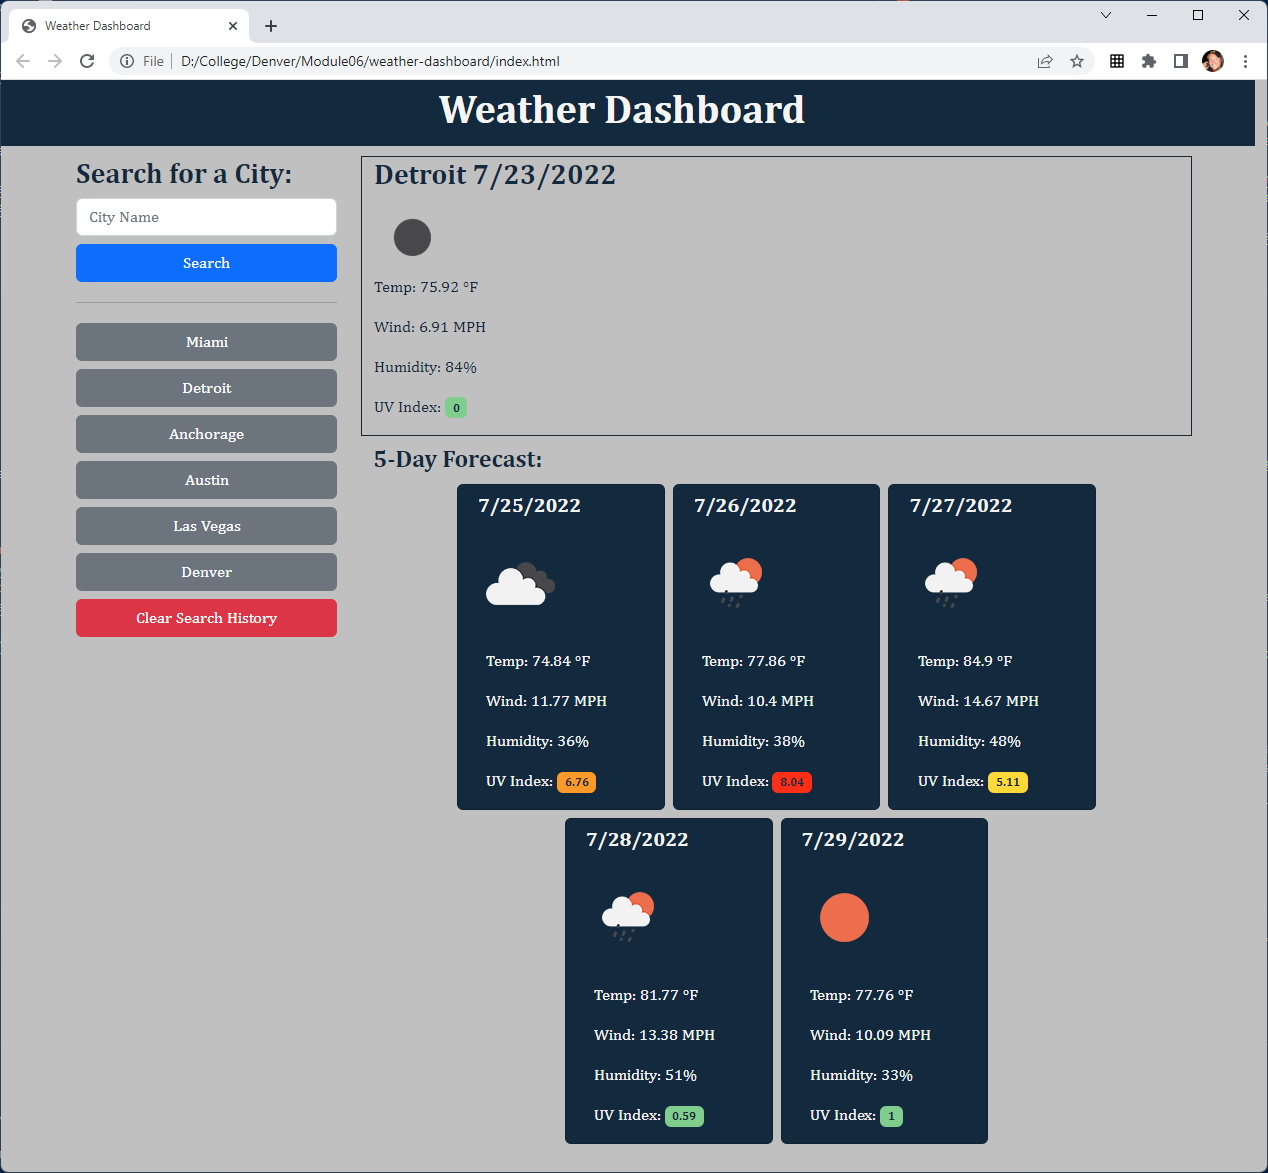 Weather Dashboard
File
D:/College/Denver/Module06/weather-dashboard/index.html
Weather Dashboard
Search for a City:
City Name
Search
Miami
Detroit
Anchorage
Austin
Las Vegas
Denver
Clear Search History
Detroit 7/23/2022
Temp: 75.92 °F
Wind: 6.91 MPH
Humidity: 84%
UV Index: 0
5-Day Forecast:
7/25/2022
Temp: 74.84 °F
Wind: 11.77 MPH
Humidity: 36%
UV Index: 6.76
7/26/2022
Temp: 77.86 °F
Wind: 10.4 MPH
Humidity: 38%
UV Index: 8.04
7/27/2022
Temp: 84.9 °F
Wind: 14.67 MPH
Humidity: 48%
UV Index: 5.11
7/28/2022
Temp: 81.77 °F
Wind: 13.38 MPH
Humidity: 51%
UV Index: 0.59
7/29/2022
Temp: 77.76 °F
Wind: 10.09 MPH
Humidity: 33%
UV Index: 1